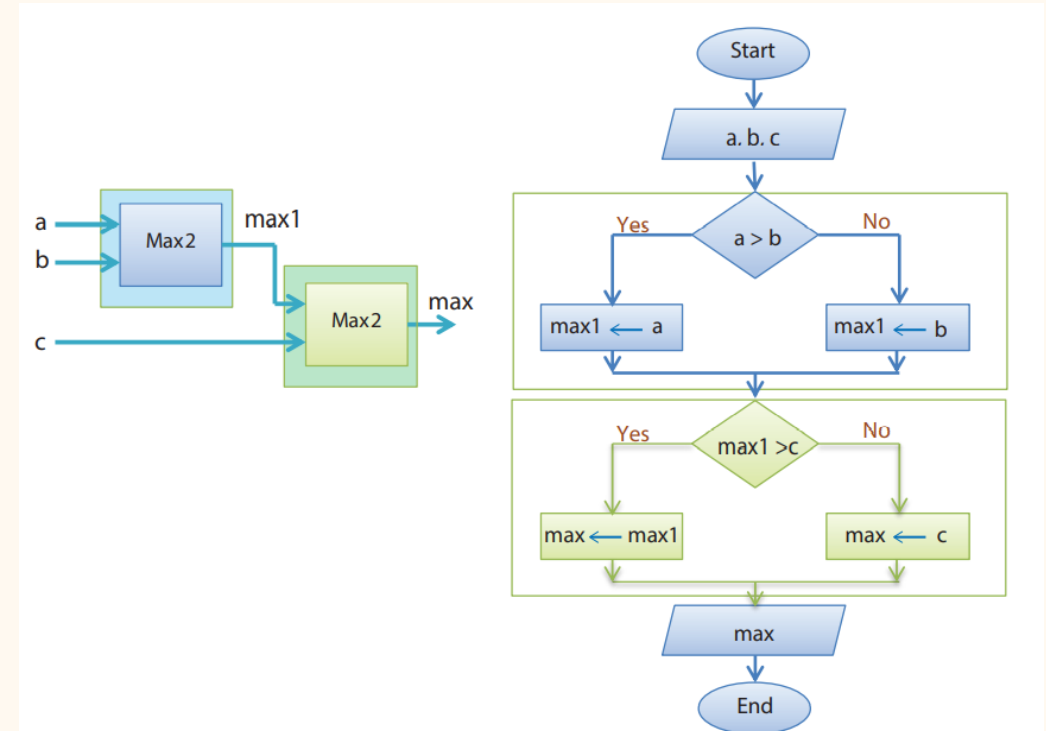 a
b
c
Max2
max1
Max2
max
Start
a. b. c
Yes
a > b
No
max1 ← a
max1 ← b
Yes
max1 >c
No
max ← max1
max ← c
max
End